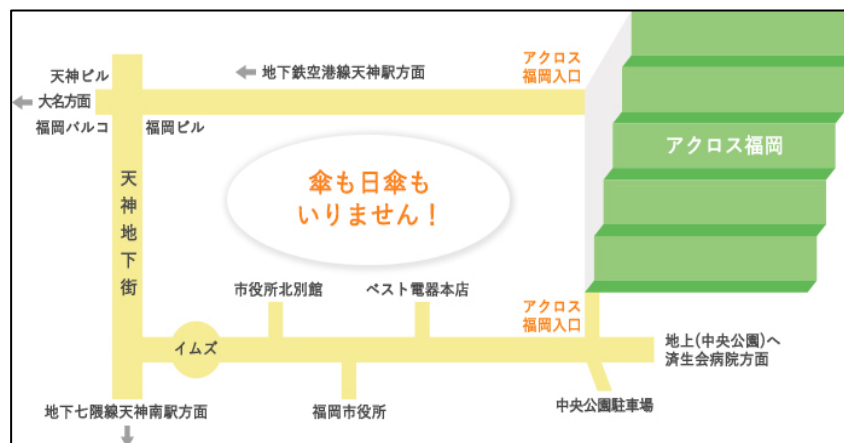 アクロス
福岡入口
地下鉄空港線天神駅方面
天神ビル
大名方面
福岡パルコ
福岡ビル
アクロス福岡
傘も日傘も
いりません!
天神地下街
市役所北別館
ベスト電器本店
アクロス
福岡入口
イムズ
地上(中央公園)へ
済生会病院方面
地下七隈線天神南駅方面
福岡市役所
中央公園駐車場